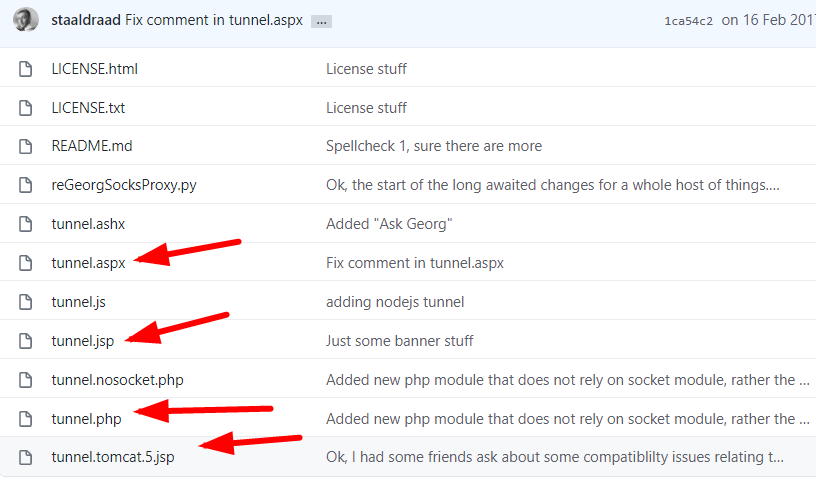 staaldraad Fix comment in tunnel.aspx ... 1ca54c2 on 16 Feb 2017
LICENSE.html License stuff
LICENSE.txt License stuff
README.md Spellcheck 1, sure there are more
reGeorgSocksProxy.py Ok, the start of the long awaited changes for a whole host of things....
tunnel.ashx Added "Ask Georg"
tunnel.aspx Fix comment in tunnel.aspx
tunnel.js adding nodejs tunnel
tunnel.jsp Just some banner stuff
tunnel.nosocket.php Added new php module that does not rely on socket module, rather the ...
tunnel.php Added new php module that does not rely on socket module, rather the ...
tunnel.tomcat.5.jsp Ok, I had some friends ask about some compatiblilty issues relating t...